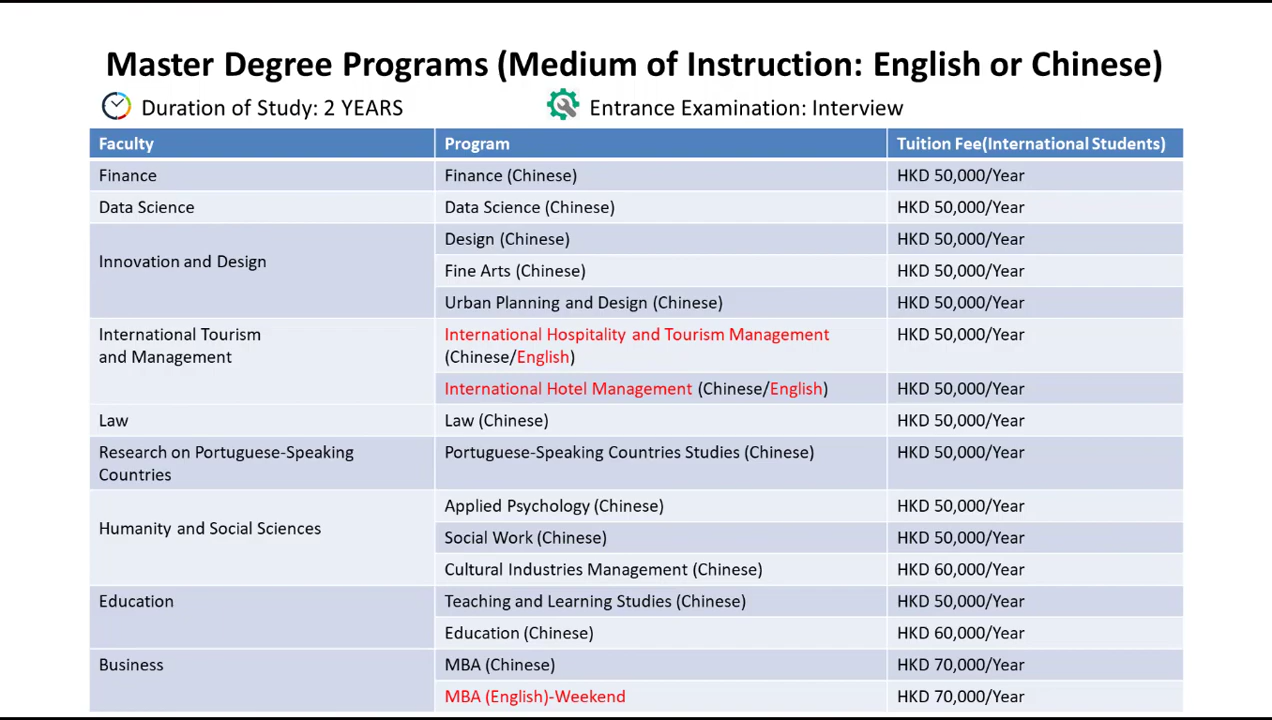 Master Degree Programs (Medium of Instruction: English or Chinese)
Duration of Study: 2 YEARS
Entrance Examination: Interview
Faculty
Program
Tuition Fee(International Students)
Finance
Finance (Chinese)
HKD 50,000/Year
Data Science
Data Science (Chinese)
HKD 50,000/Year
Innovation and Design
Design (Chinese)
HKD 50,000/Year
Fine Arts (Chinese)
HKD 50,000/Year
Urban Planning and Design (Chinese)
HKD 50,000/Year
International Tourism
and Management
International Hospitality and Tourism Management
(Chinese/English)
HKD 50,000/Year
International Hotel Management (Chinese/English)
HKD 50,000/Year
Law
Law (Chinese)
HKD 50,000/Year
Research on Portuguese-Speaking
Countries
Portuguese-Speaking Countries Studies (Chinese)
HKD 50,000/Year
Humanity and Social Sciences
Applied Psychology (Chinese)
HKD 50,000/Year
Social Work (Chinese)
HKD 50,000/Year
Cultural Industries Management (Chinese)
HKD 60,000/Year
Education
Teaching and Learning Studies (Chinese)
HKD 50,000/Year
Education (Chinese)
HKD 60,000/Year
Business
MBA (Chinese)
HKD 70,000/Year
MBA (English)-Weekend
HKD 70,000/Year